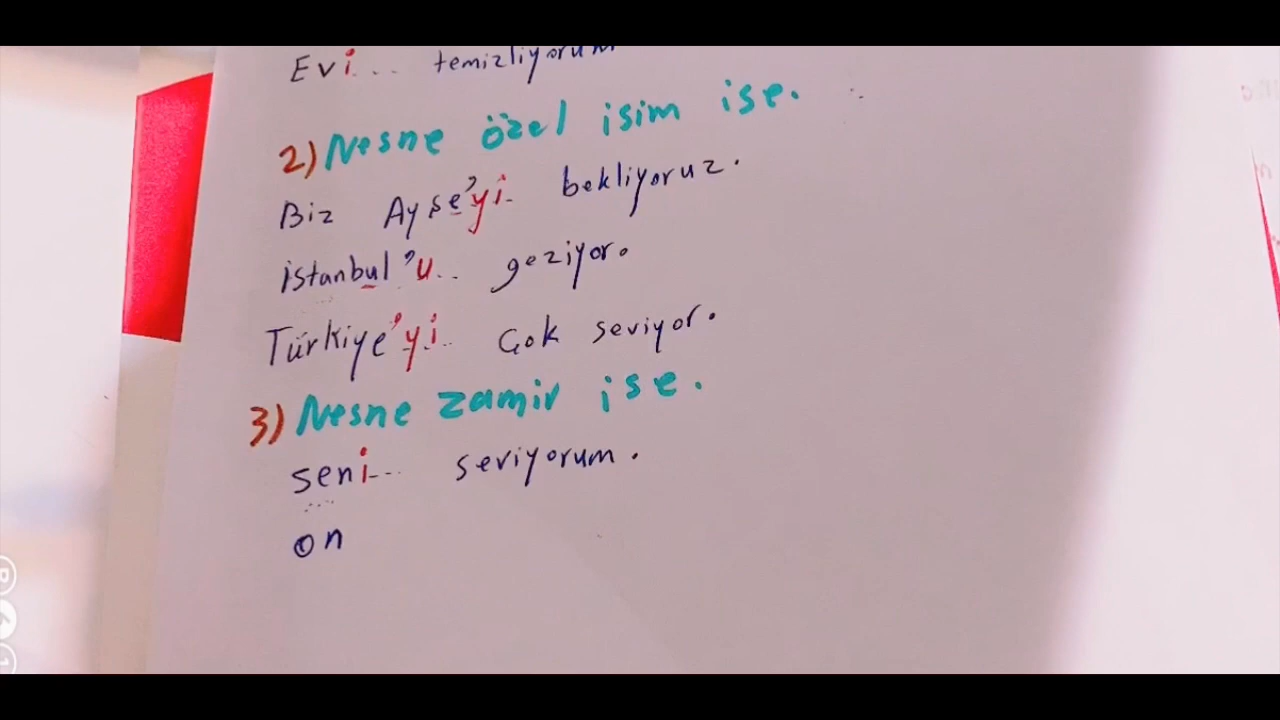 Evi... temizliyorum
2) Nesne özel isim ise.
Biz Ayşe'yi. bekliyoruz.
İstanbul'u.. geziyor.
Türkiye'yi.. Çok seviyor.
3) Nesne zamir ise.
seni... seviyorum.
on